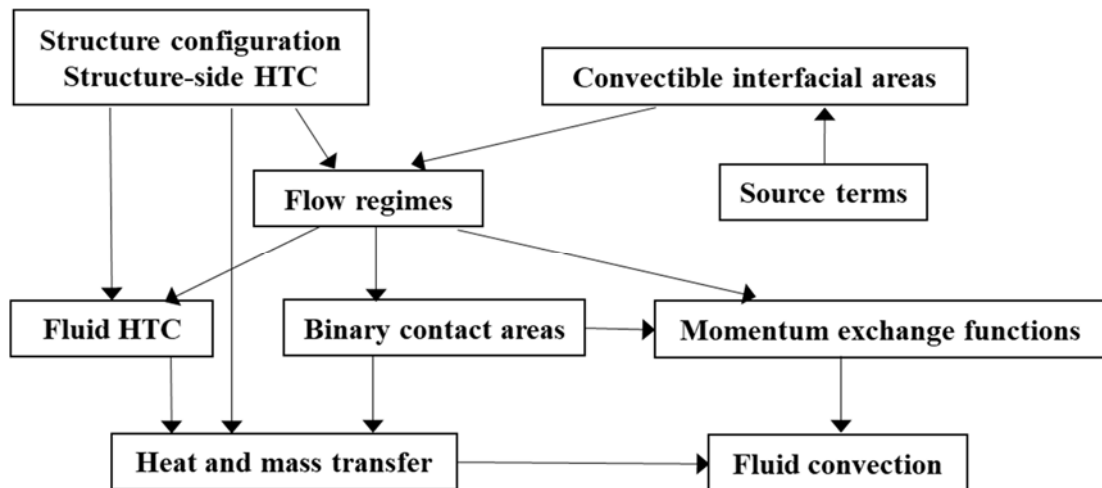 Structure configuration
Structure-side HTC
Convectible interfacial areas
Flow regimes
Source terms
Fluid HTC
Binary contact areas
Momentum exchange functions
Heat and mass transfer
Fluid convection